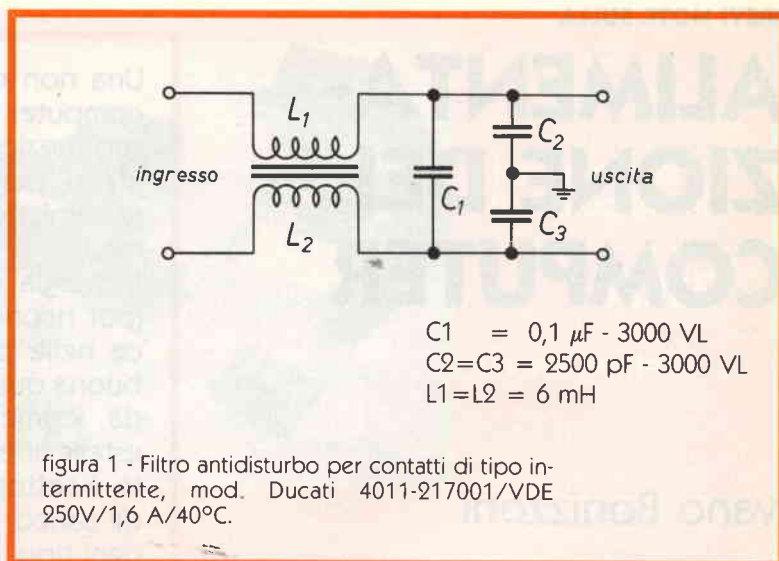 L1
ingresso
L2
C1
C2
C3
uscita
C1 = 0,1 µF - 3000 VL
C2=C3 = 2500 pF - 3000 VL
L1=L2 = 6 mH
figura 1 - Filtro antidisturbo per contatti di tipo in-
termittente, mod. Ducati 4011-217001/VDE
250V/1,6 A/40°C.